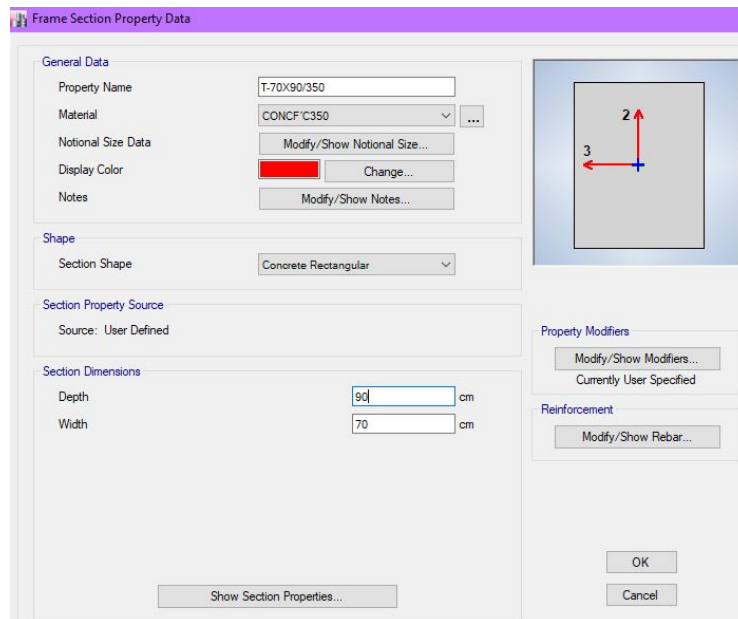 Frame Section Property Data
General Data
Property Name T-70X90/350
Material CONCF'C350 ...
Notional Size Data Modify/Show Notional Size...
Display Color Change...
Notes Modify/Show Notes...
Shape
Section Shape Concrete Rectangular
Section Property Source
Source: User Defined
Section Dimensions
Depth 90 cm
Width 70 cm
Show Section Properties...
2
3
Property Modifiers
Modify/Show Modifiers...
Currently User Specified
Reinforcement
Modify/Show Rebar...
OK
Cancel